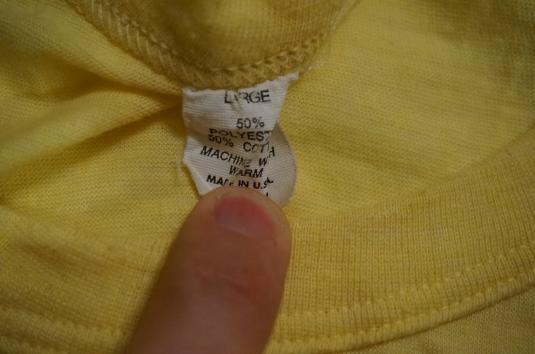 LARGE
50%
POLYEST
50% COTT
MACHINE W H
WARM
MADE IN U.S.